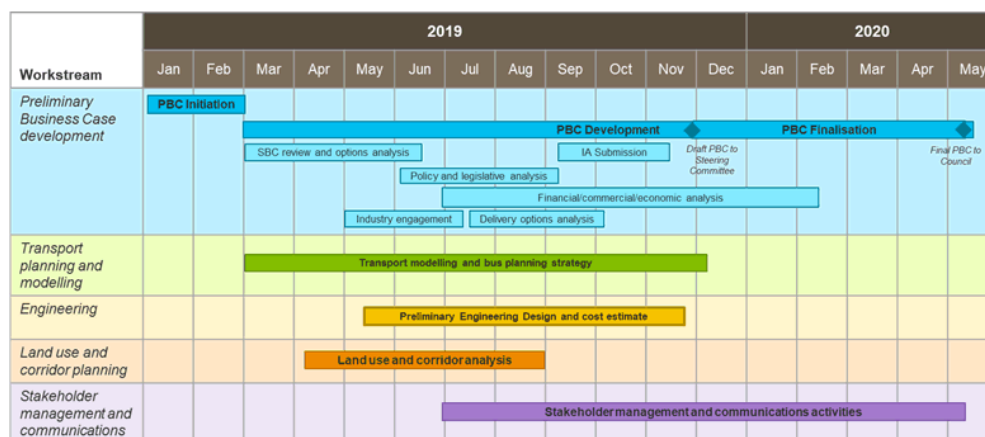 2019 2020
Workstream Jan Feb Mar Apr May Jun Jul Aug Sep Oct Nov Dec Jan Feb Mar Apr May
Preliminary
Business Case
development
PBC Initiation
PBC Development PBC Finalisation
SBC review and options analysis IA Submission
Draft PBC to
Steering
Committee
Final PBC to
Council
Policy and legislative analysis
Financial/commercial/economic analysis
Industry engagement Delivery options analysis
Transport
planning and
modelling
Transport modelling and bus planning strategy
Engineering Preliminary Engineering Design and cost estimate
Land use and
corridor planning
Land use and corridor analysis
Stakeholder
management and
communications
Stakeholder management and communications activities